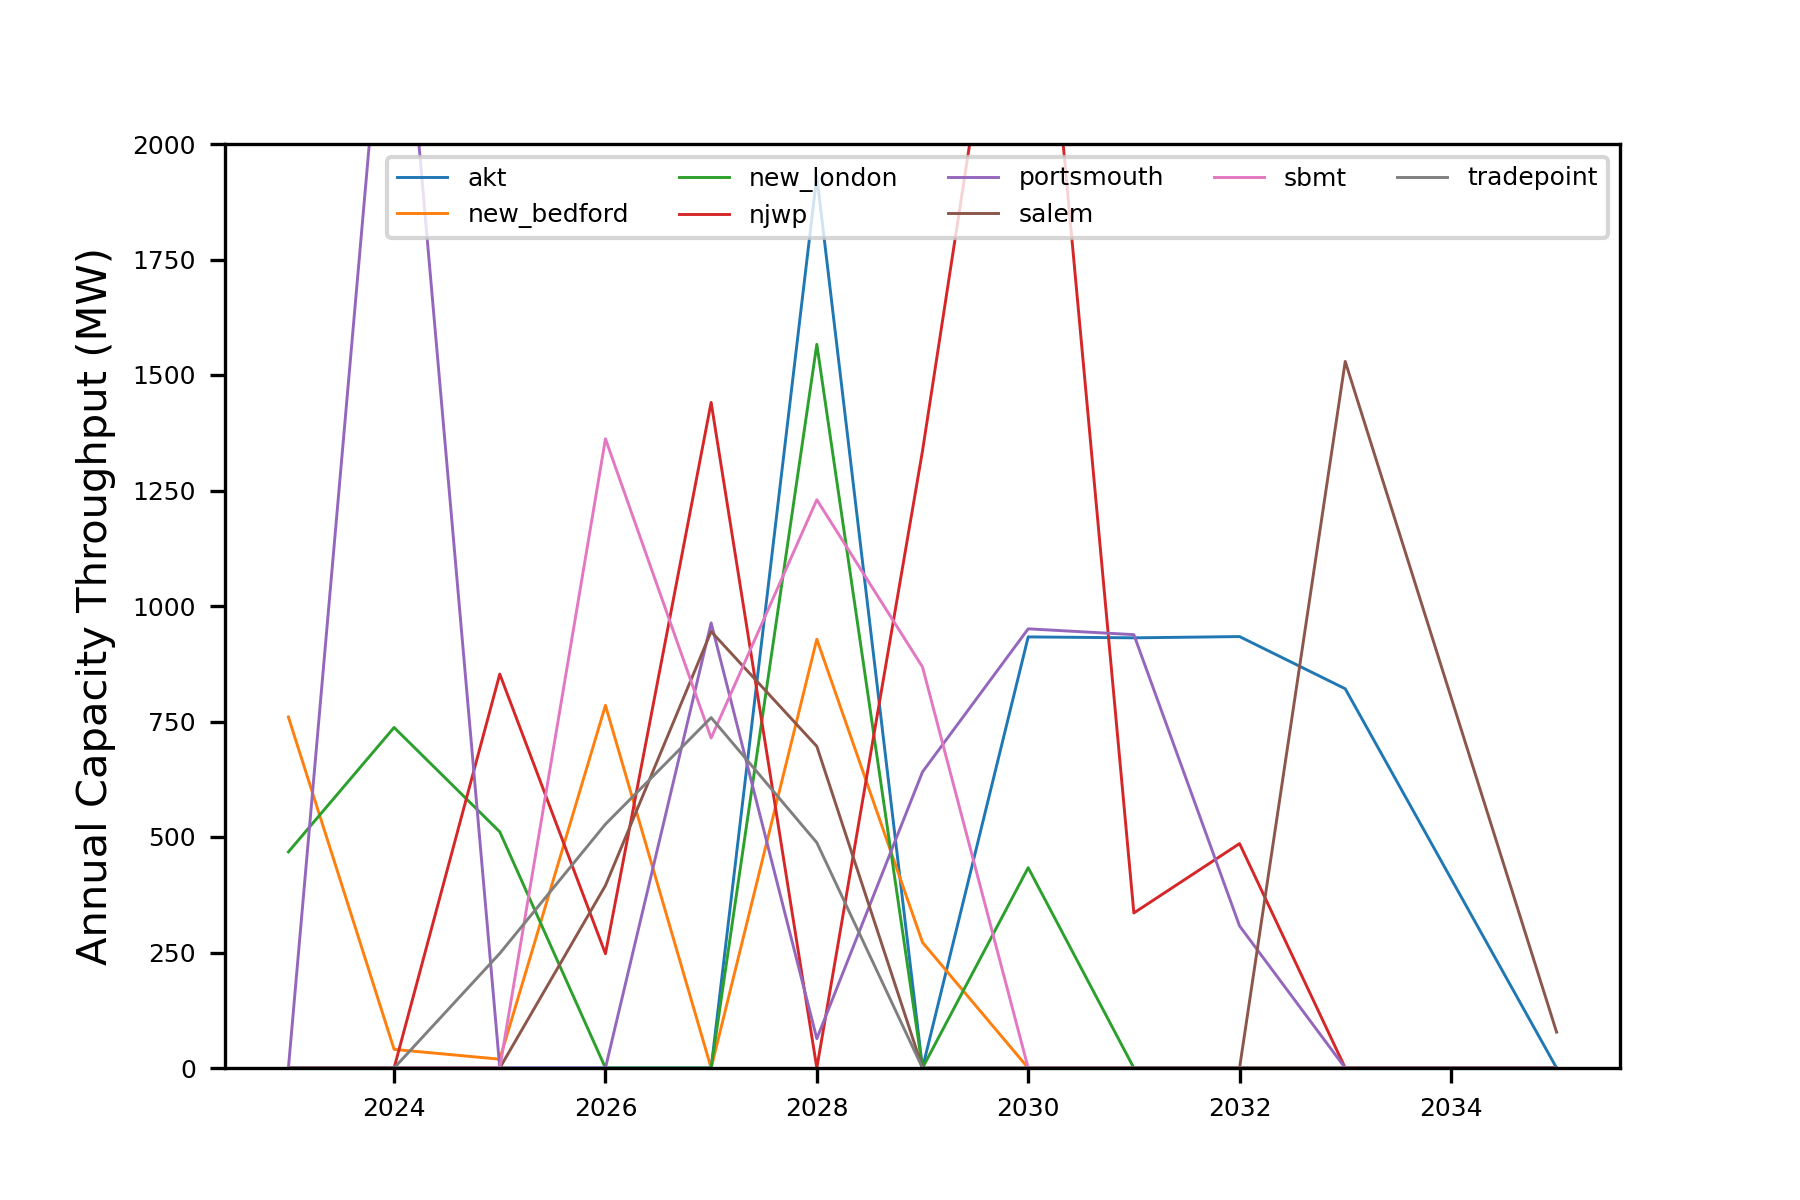 Annual Capacity Throughput (MW)
2000
1750
1500
1250
1000
750
500
250
0
akt new_london portsmouth sbmt tradepoint
new_bedford njwp salem
2024 2026 2028 2030 2032 2034